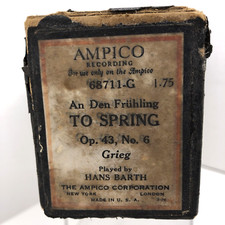 AMPICO
RECORDING
For use only on the Ampico
68711-G 1.75
An Den Frühling
TO SPRING
Op. 43, No. 6
Grieg
Played by
HANS BARTH
THE AMPICO CORPORATION
NEW YORK LONDON
MADE IN U. S. A.